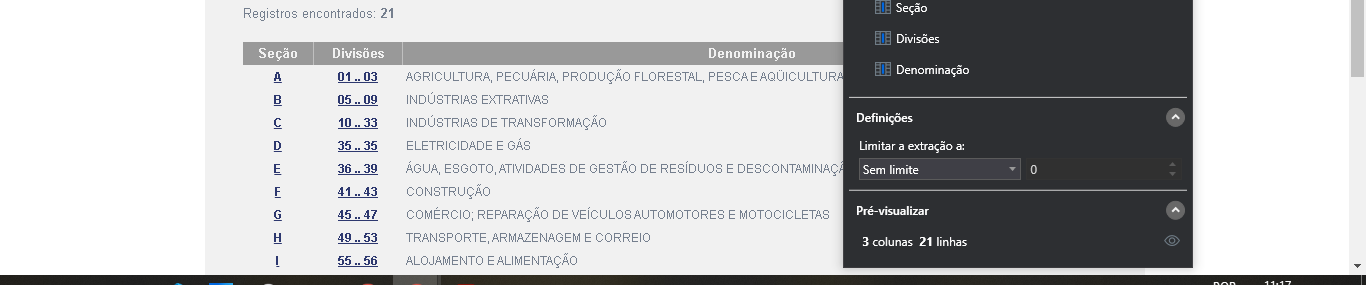 Registros encontrados: 21
Seção Divisões Denominação
A 01 .. 03 AGRICULTURA, PECUÁRIA, PRODUÇÃO FLORESTAL, PESCA E AQÜICULTURA
B 05 .. 09 INDÚSTRIAS EXTRATIVAS
C 10 .. 33 INDÚSTRIAS DE TRANSFORMAÇÃO
D 35 .. 35 ELETRICIDADE E GÁS
E 36 .. 39 ÁGUA, ESGOTO, ATIVIDADES DE GESTÃO DE RESÍDUOS E DESCONTAMINAÇÃ
F 41 .. 43 CONSTRUÇÃO
G 45 .. 47 COMÉRCIO; REPARAÇÃO DE VEÍCULOS AUTOMOTORES E MOTOCICLETAS
H 49 .. 53 TRANSPORTE, ARMAZENAGEM E CORREIO
I 55 .. 56 ALOJAMENTO E ALIMENTAÇÃO
Seção
Divisões
Denominação
Definições
Limitar a extração a:
Sem limite 0
Pré-visualizar
3 colunas 21 linhas
POR 11:17